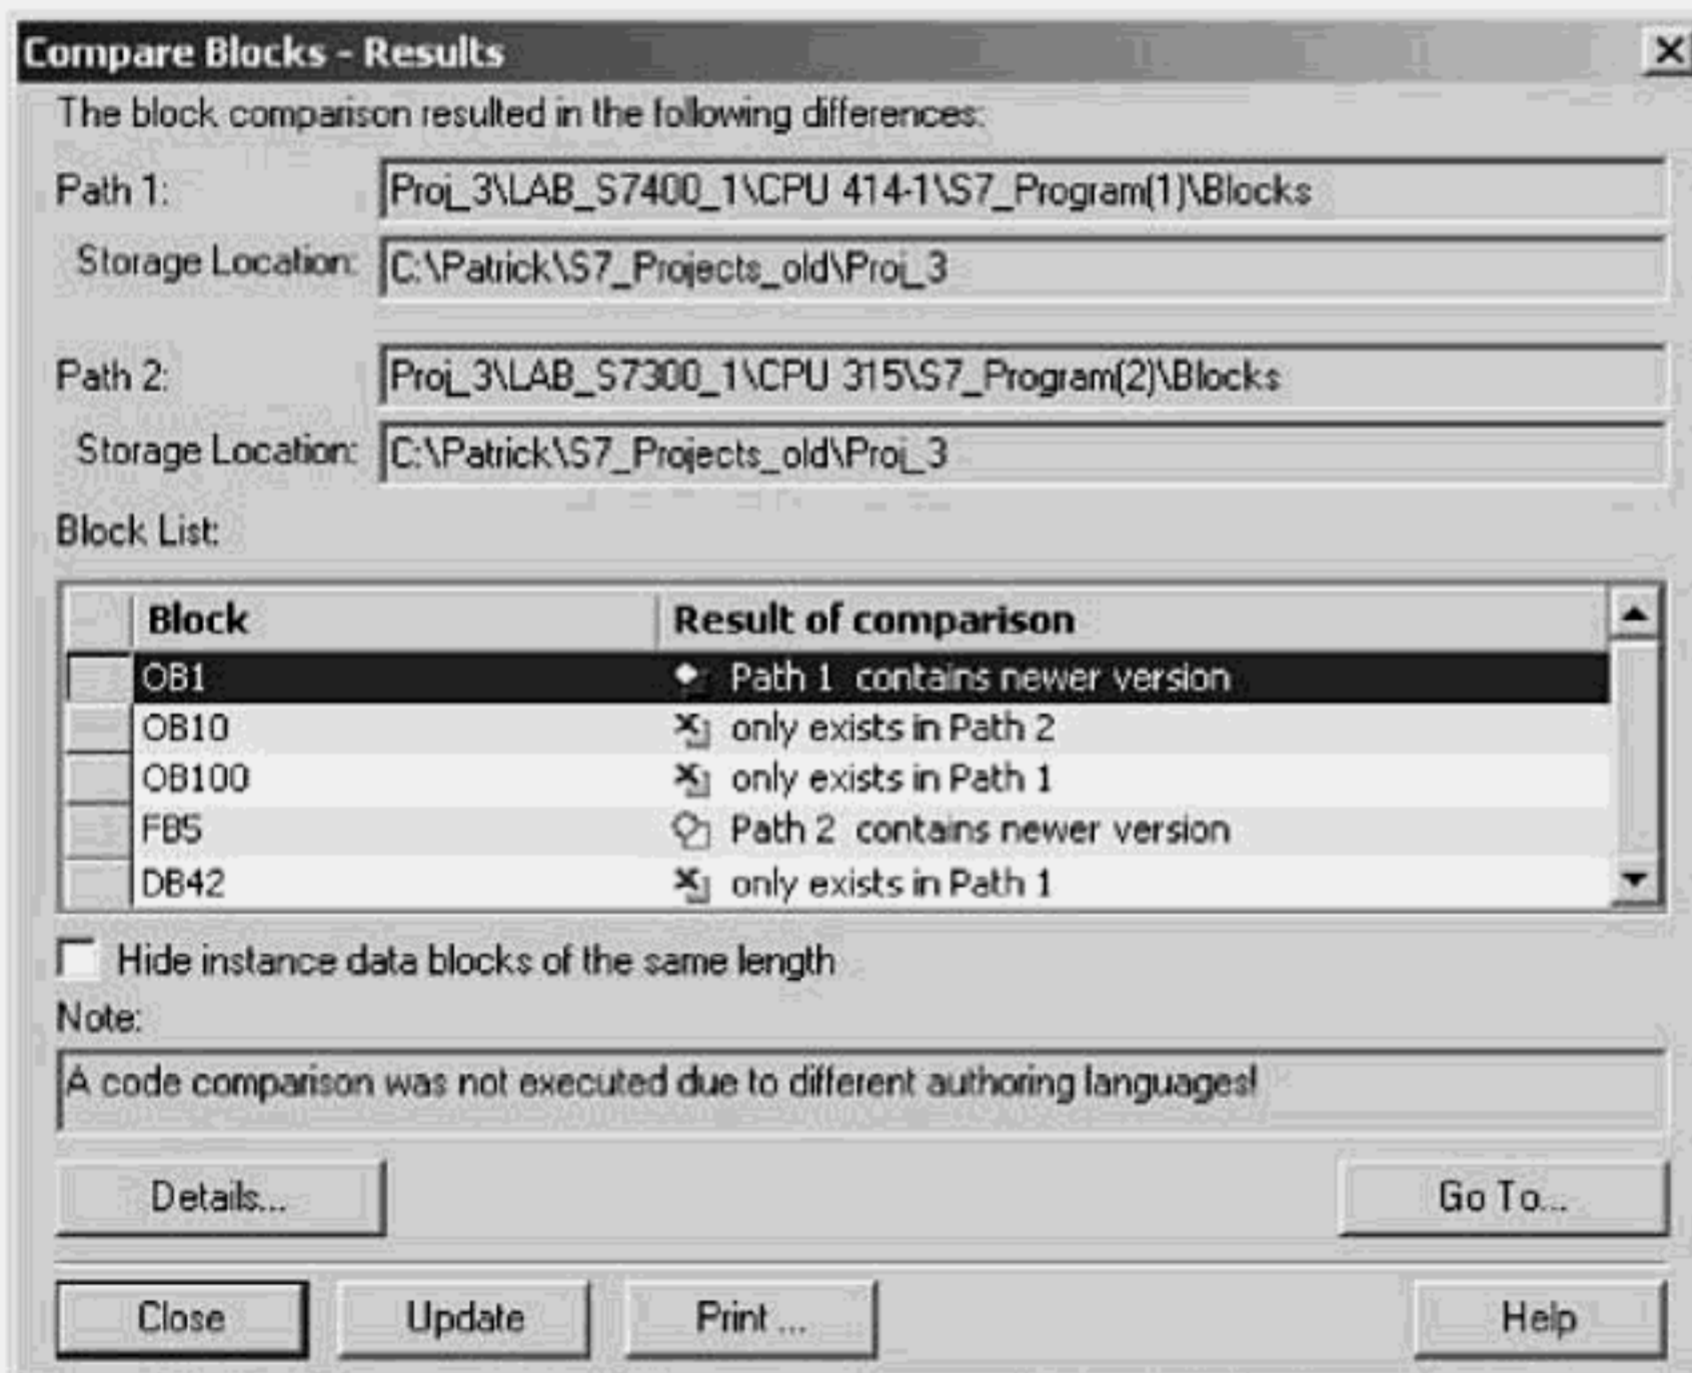 Compare Blocks - Results
The block comparison resulted in the following differences:
Path 1: Proj_3\LAB_S7400_1\CPU 414-1\S7_Program(1)\Blocks
Storage Location: C:\Patrick\S7_Projects_old\Proj_3
Path 2: Proj_3\LAB_S7300_1\CPU 315\S7_Program(2)\Blocks
Storage Location: C:\Patrick\S7_Projects_old\Proj_3
Block List:
Block Result of comparison
OB1 Path 1 contains newer version
OB10 only exists in Path 2
OB100 only exists in Path 1
FB5 Path 2 contains newer version
DB42 only exists in Path 1
Hide instance data blocks of the same length
Note:
A code comparison was not executed due to different authoring languages!
Details... Go To...
Close Update Print ... Help